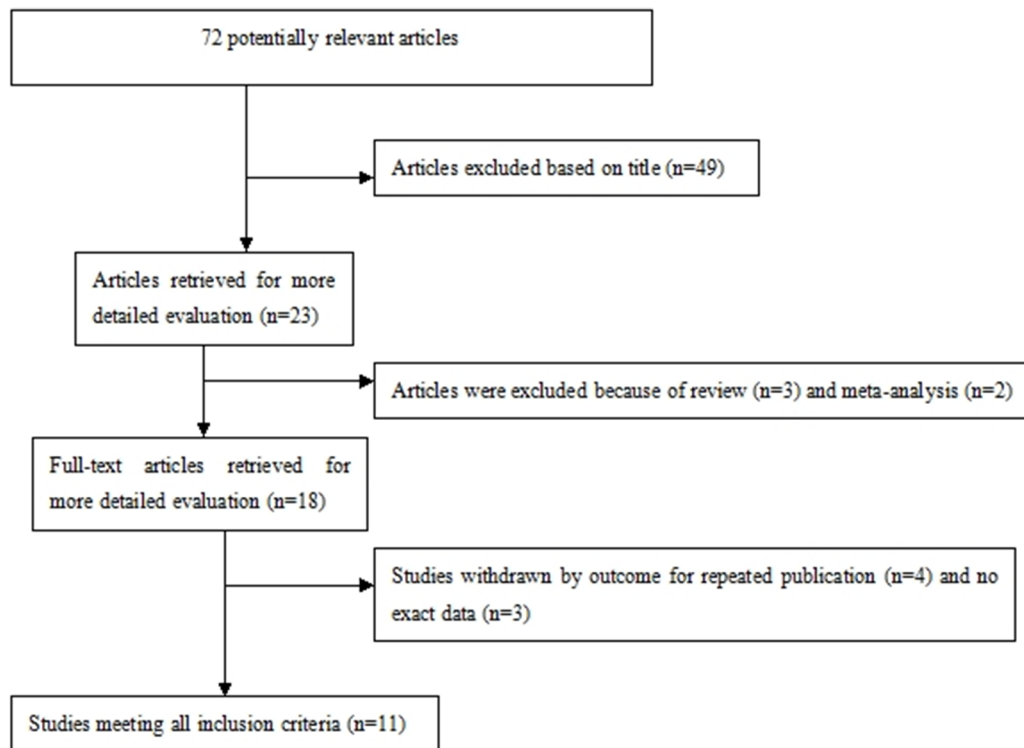 72 potentially relevant articles
Articles excluded based on title (n=49)
Articles retrieved for more
detailed evaluation (n=23)
Articles were excluded because of review (n=3) and meta-analysis (n=2)
Full-text articles retrieved for
more detailed evaluation (n=18)
Studies withdrawn by outcome for repeated publication (n=4) and no
exact data (n=3)
Studies meeting all inclusion criteria (n=11)